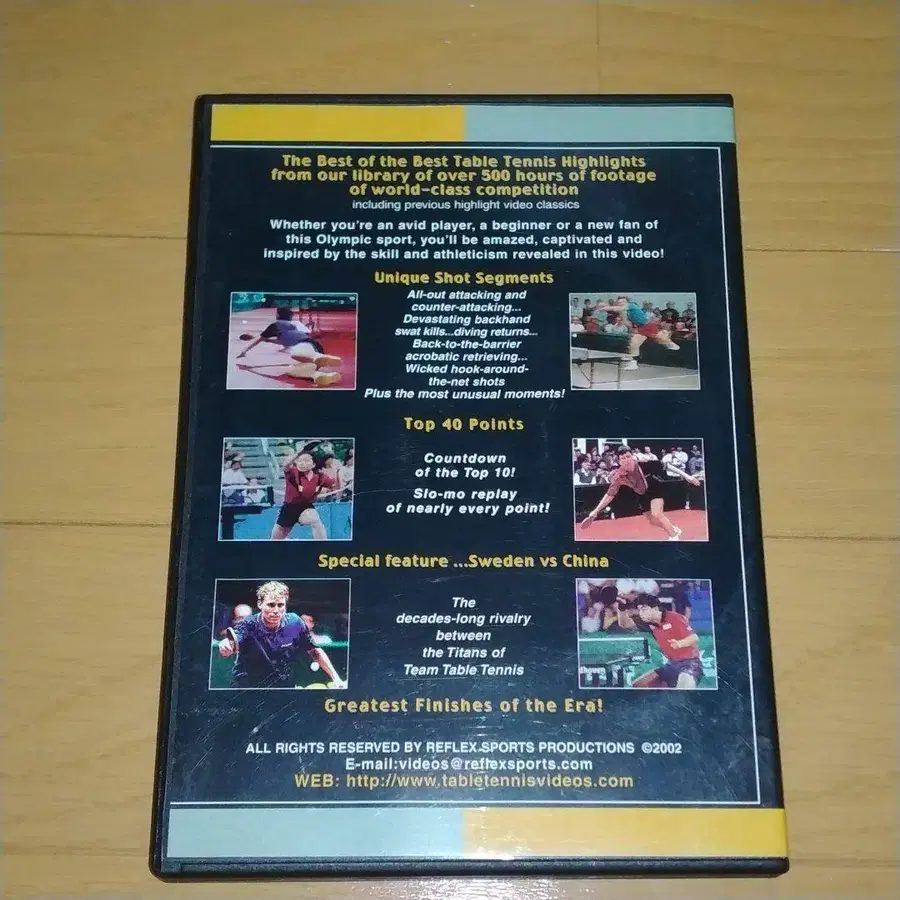 The Best of the Best Table Tennis Highlights
from our library of over 500 hours of footage
of world-class competition
including previous highlight video classics
Whether you're an avid player, a beginner or a new fan of
this Olympic sport, you'll be amazed, captivated and
inspired by the skill and athleticism revealed in this video!
Unique Shot Segments
All-out attacking and
counter-attacking...
Devastating backhand
swat kills...diving returns...
Back-to-the-barrier
acrobatic retrieving...
Wicked hook-around-
the-net shots
Plus the most unusual moments!
Top 40 Points
Countdown
of the Top 10!
Slo-mo replay
of nearly every point!
Special feature ...Sweden vs China
The
decades-long rivalry
between
the Titans of
Team Table Tennis
Greatest Finishes of the Era!
ALL RIGHTS RESERVED BY REFLEX SPORTS PRODUCTIONS ©2002
E-mail:videos@reflexsports.com
WEB: http://www.tabletennisvideos.com